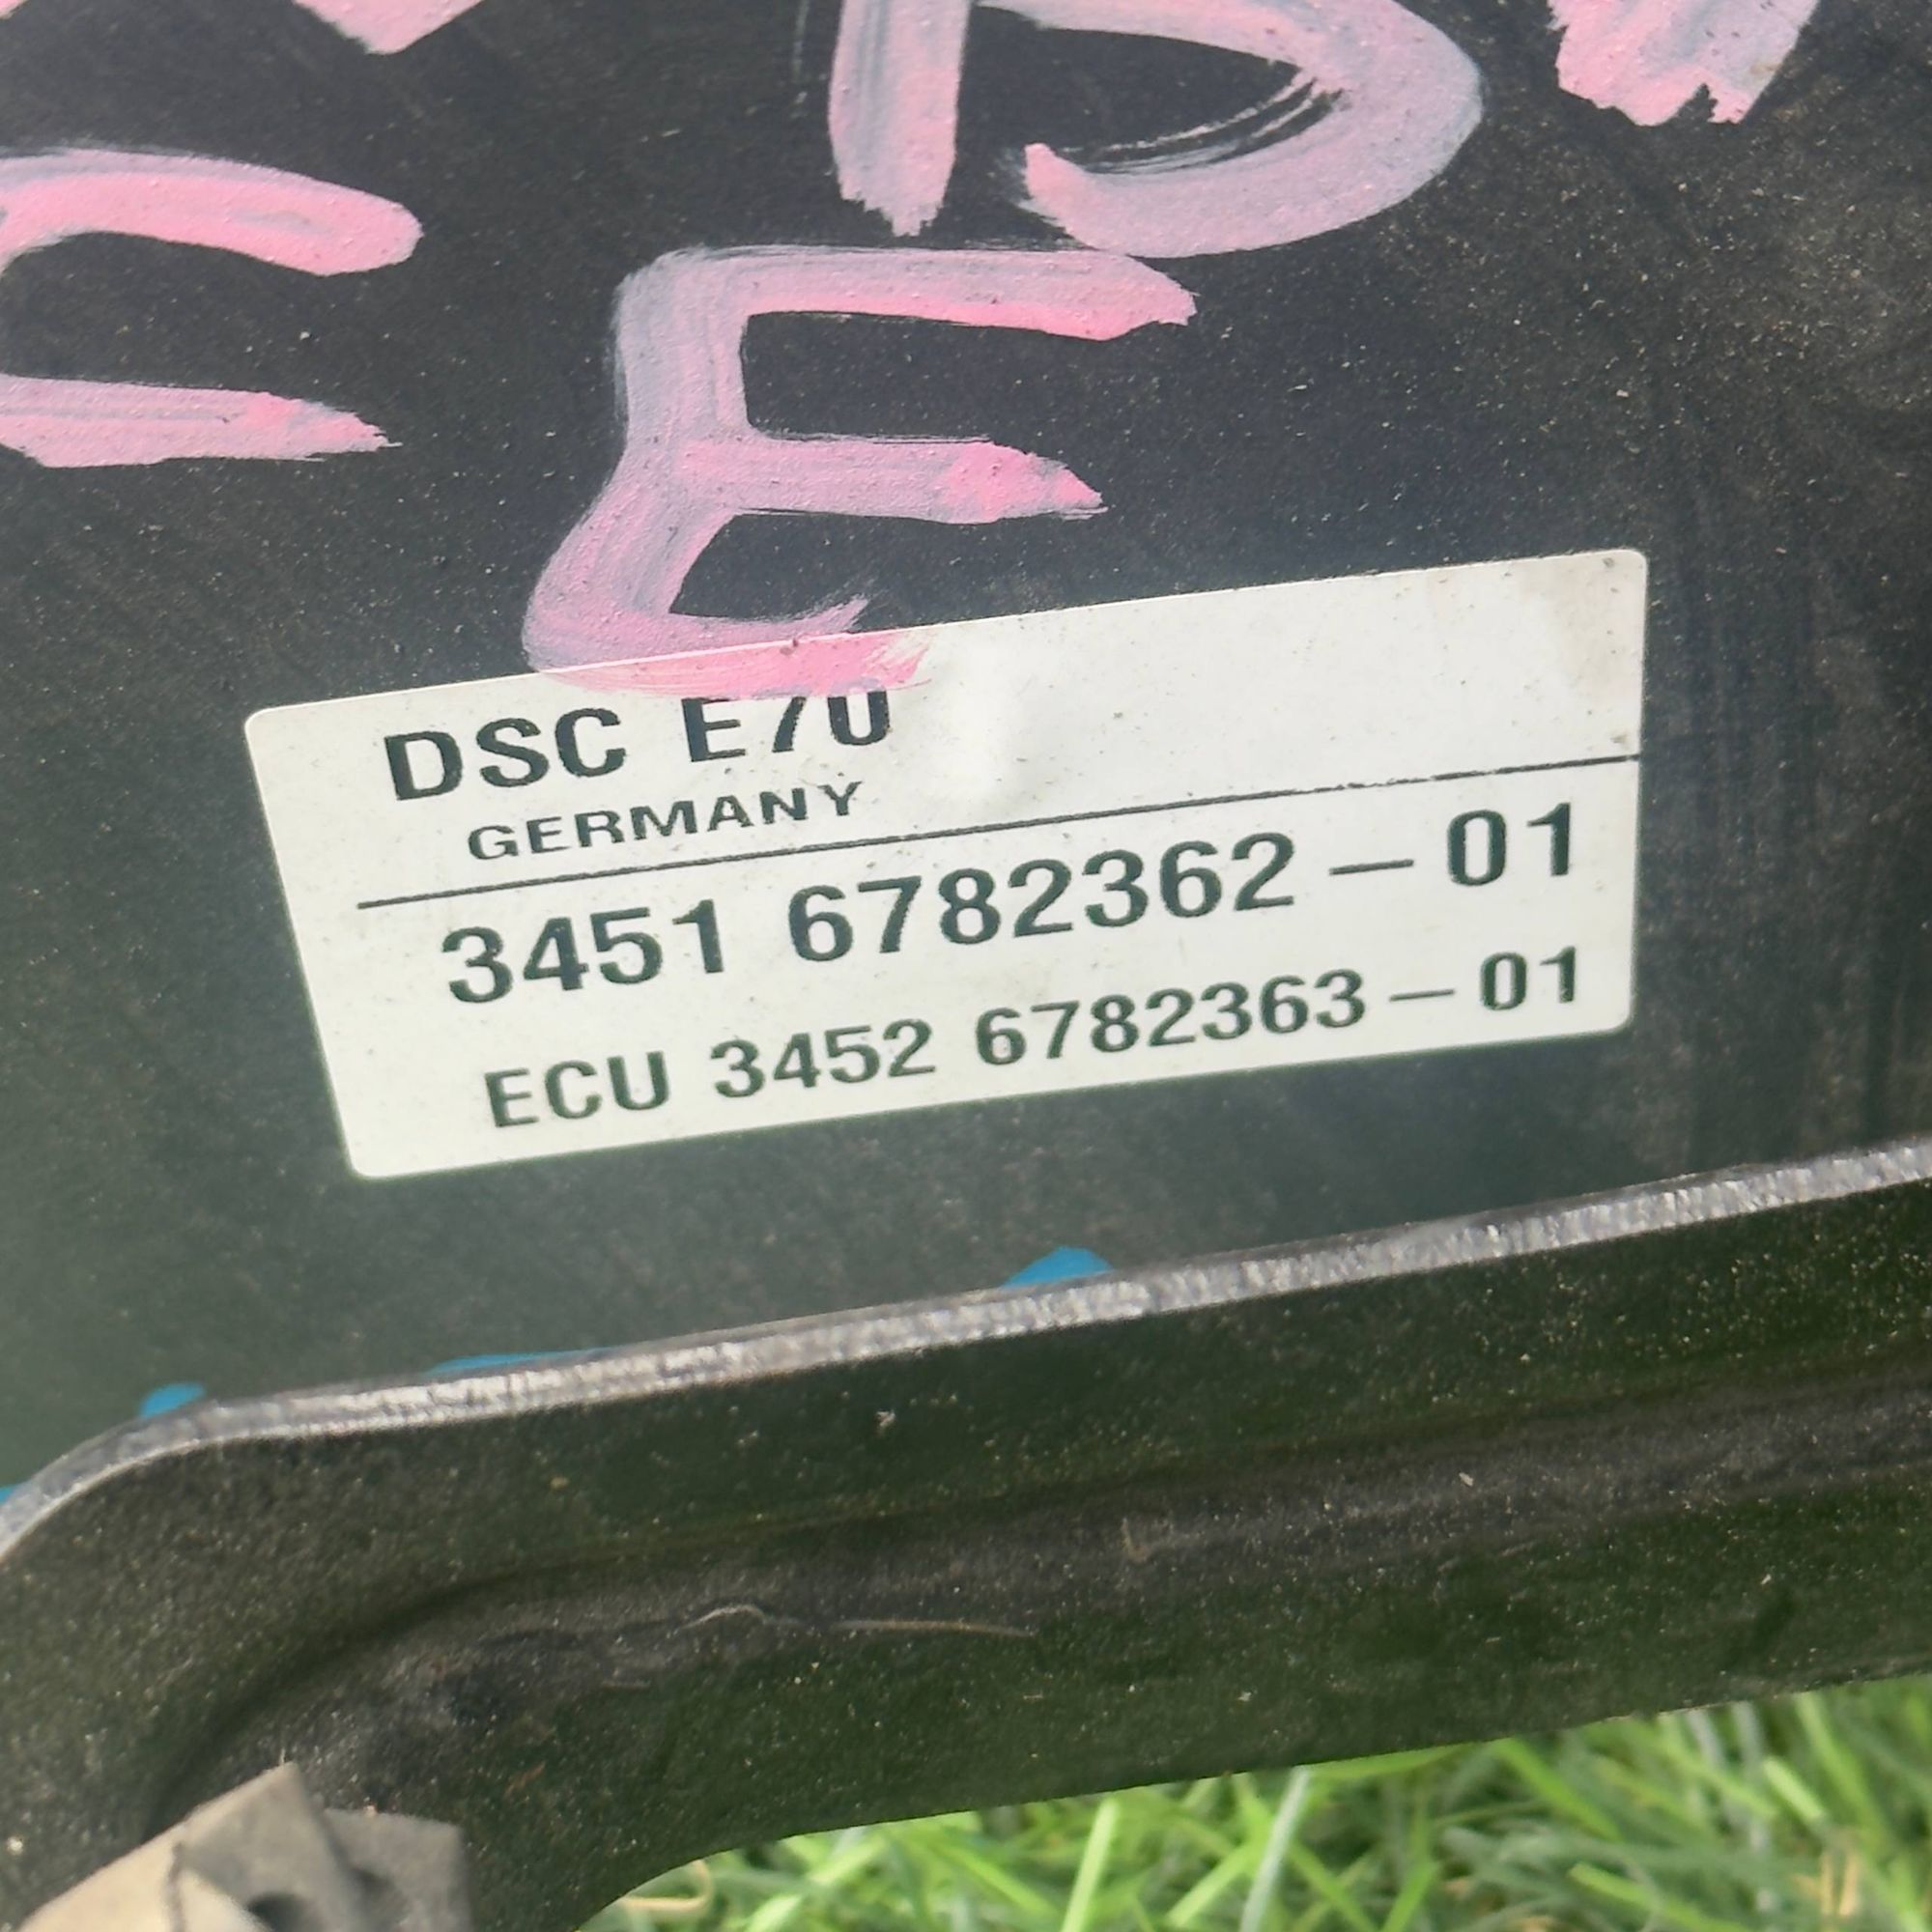 E
DSC E70
GERMANY
3451 6782362-01
ECU 3452 6782363-01